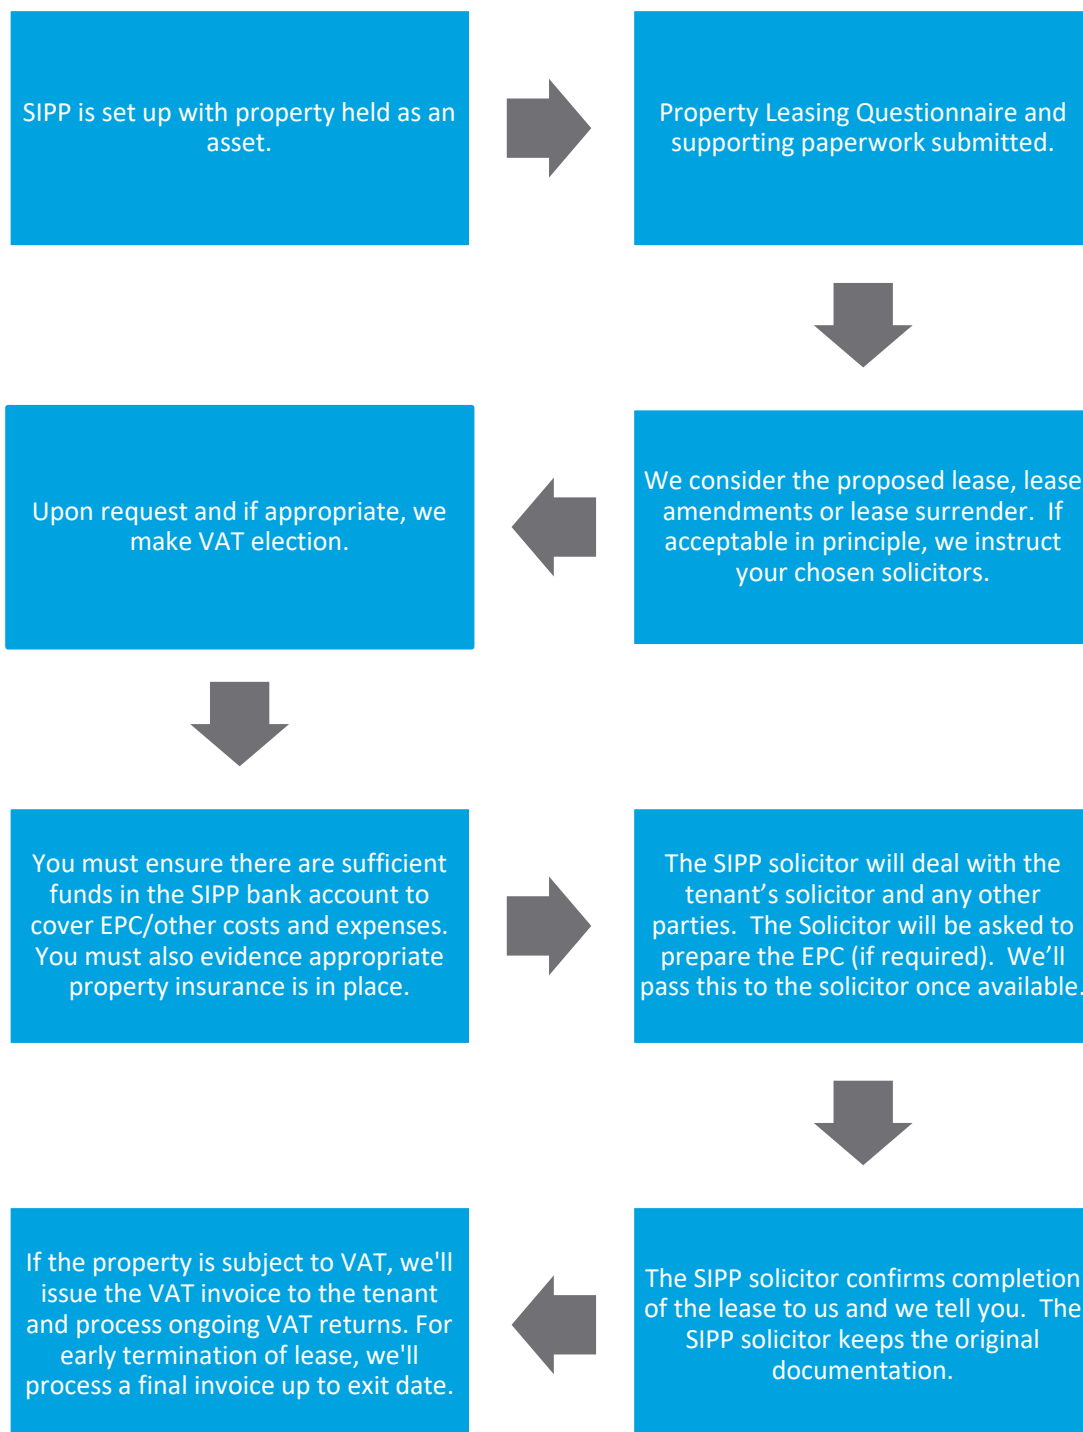 SIPP is set up with property held as an
asset.
Property Leasing Questionnaire and
supporting paperwork submitted.
We consider the proposed lease, lease
amendments or lease surrender.  If
acceptable in principle, we instruct
your chosen solicitors.
Upon request and if appropriate, we
make VAT election.
You must ensure there are sufficient
funds in the SIPP bank account to
cover EPC/other costs and expenses.
You must also evidence appropriate
property insurance is in place.
The SIPP solicitor will deal with the
tenant’s solicitor and any other
parties.  The Solicitor will be asked to
prepare the EPC (if required).  We’ll
pass this to the solicitor once available.
The SIPP solicitor confirms completion
of the lease to us and we tell you.  The
SIPP solicitor keeps the original
documentation.
If the property is subject to VAT, we'll
issue the VAT invoice to the tenant
and process ongoing VAT returns. For
early termination of lease, we'll
process a final invoice up to exit date.